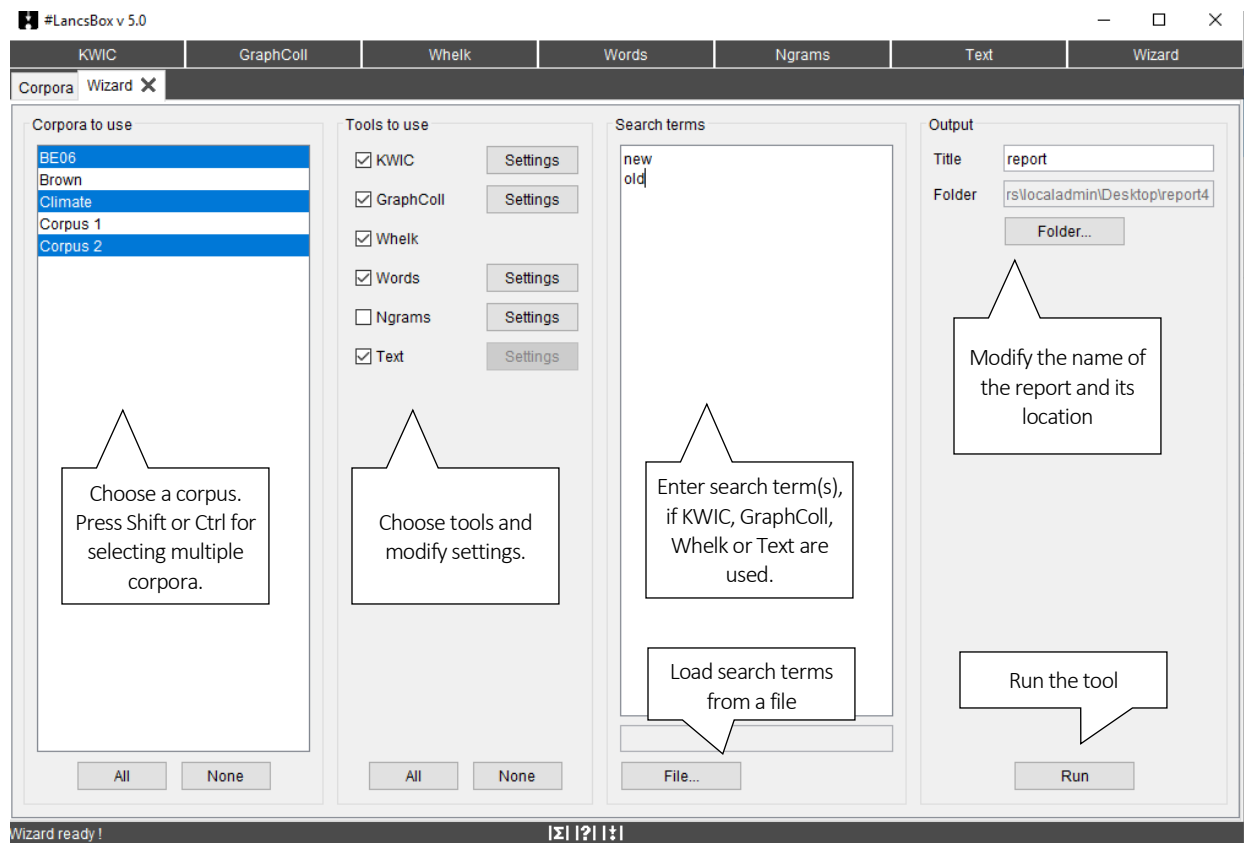 #LancsBox v 5.0
KWIC GraphColl Whelk Words Ngrams Text Wizard
Corpora Wizard
Corpora to use
BE06
Brown
Climate
Corpus 1
Corpus 2
Choose a corpus.
Press Shift or Ctrl for
selecting multiple
corpora.
All None
Tools to use
KWIC Settings
GraphColl Settings
Whelk
Words Settings
Ngrams Settings
Text Settings
Choose tools and
modify settings.
All None
Search terms
new
old
Enter search term(s),
if KWIC, GraphColl,
Whelk or Text are
used.
Load search terms
from a file
File...
Output
Title report
Folder rs\localadmin\Desktop\report4
Folder...
Modify the name of
the report and its
location
Run the tool
Run
Wizard ready !
|Σ| |?| |‡|